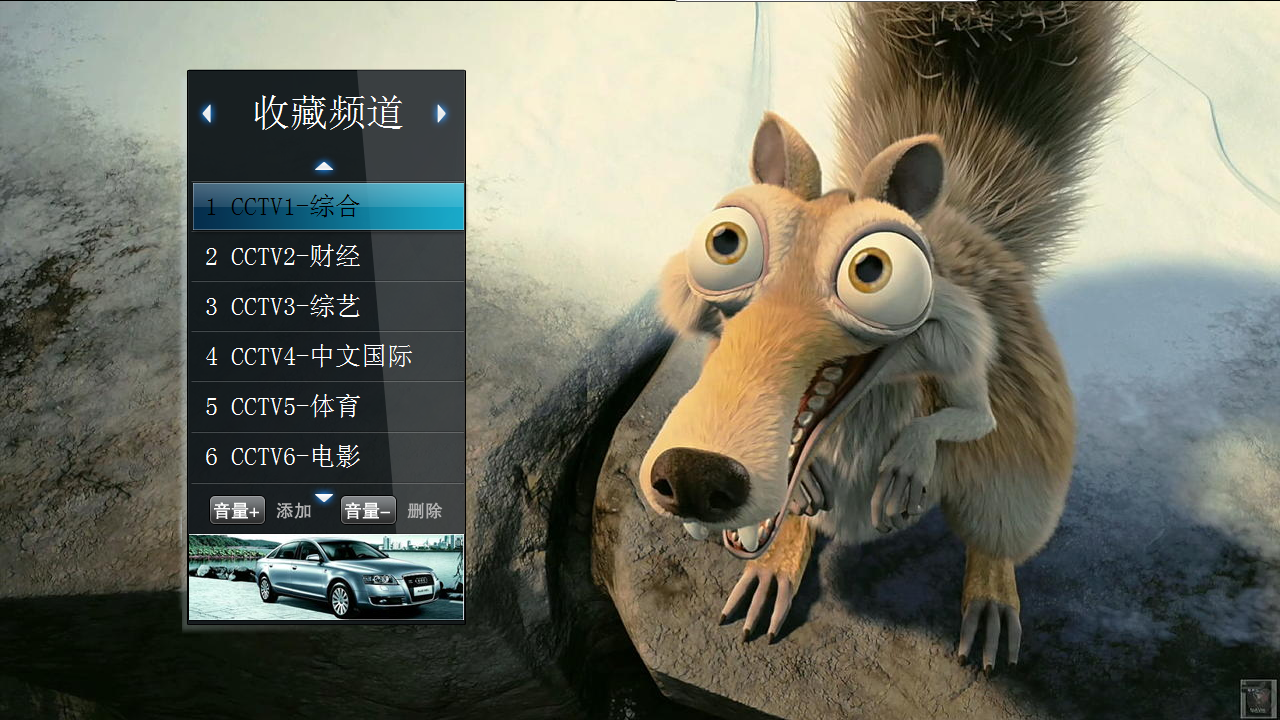 收藏频道
1 CCTV1-综合
2 CCTV2-财经
3 CCTV3-综艺
4 CCTV4-中文国际
5 CCTV5-体育
6 CCTV6-电影
音量+ 添加 音量- 删除